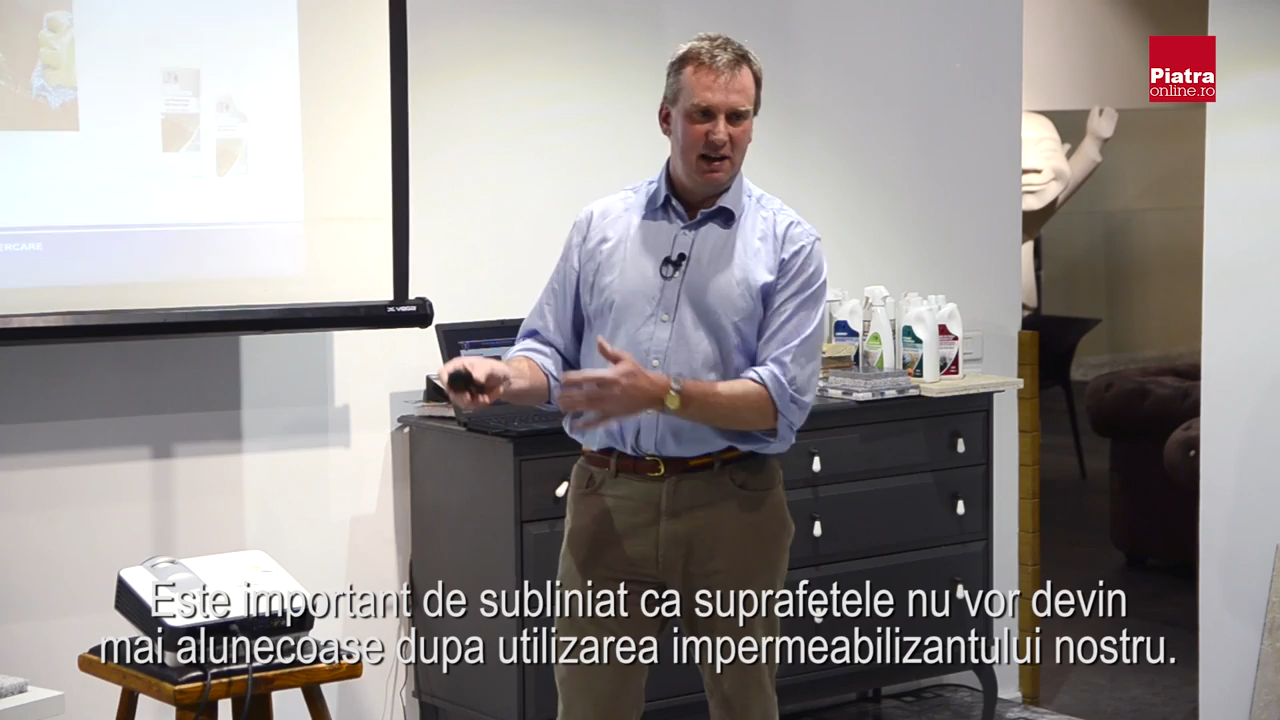 Piatra
online.ro
ERCARE
VEGA
Este important de subliniat ca suprafetele nu vor devin
mai alunecoase dupa utilizarea impermeabilizantului nostru.